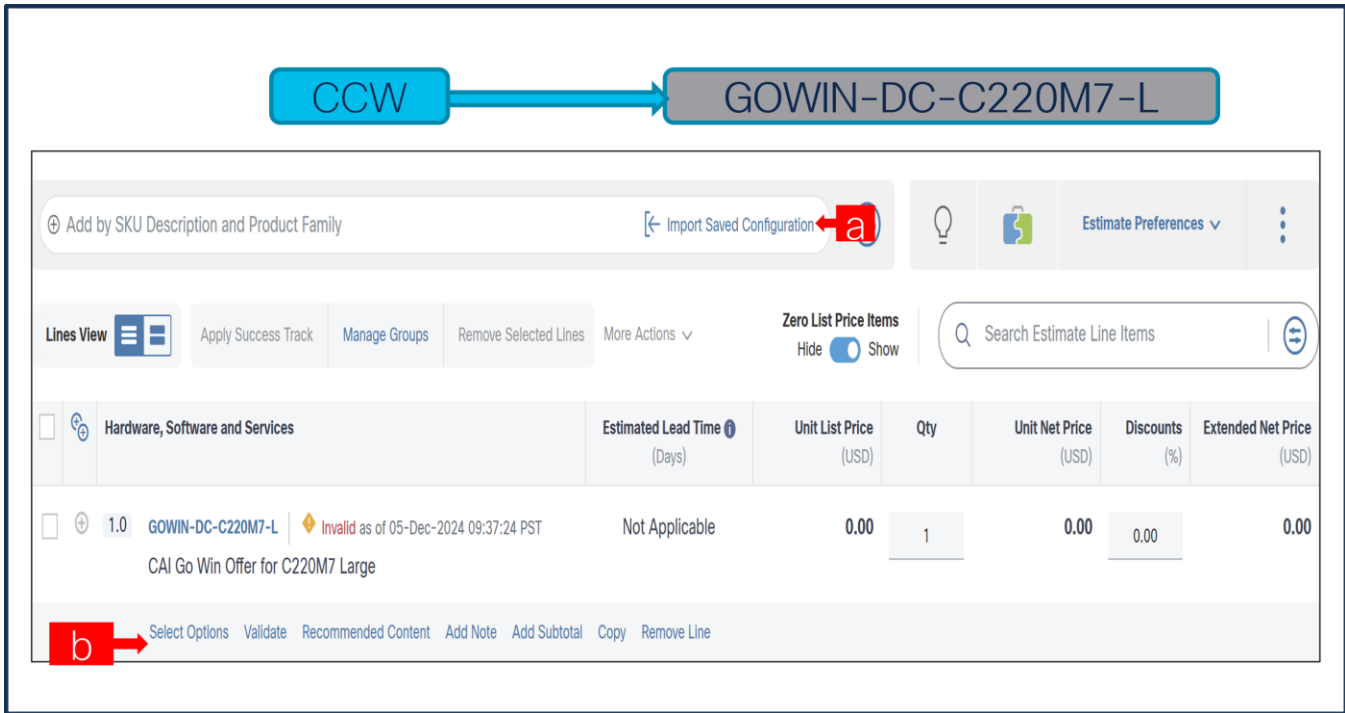 CCW GOWIN-DC-C220M7-L
Add by SKU Description and Product Family Import Saved Configuration a Estimate Preferences
Lines View Apply Success Track Manage Groups Remove Selected Lines More Actions Zero List Price Items Hide Show Search Estimate Line Items
Hardware, Software and Services Estimated Lead Time (Days) Unit List Price (USD) Qty Unit Net Price (USD) Discounts (%) Extended Net Price (USD)
1.0 GOWIN-DC-C220M7-L Invalid as of 05-Dec-2024 09:37:24 PST Not Applicable 0.00 1 0.00 0.00 0.00
CAI Go Win Offer for C220M7 Large
b Select Options Validate Recommended Content Add Note Add Subtotal Copy Remove Line